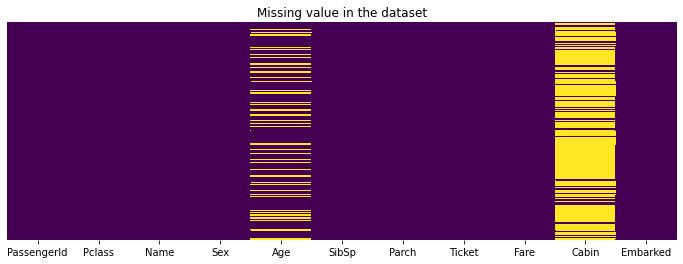 Missing value in the dataset
PassengerId Pclass Name Sex Age SibSp Parch Ticket Fare Cabin Embarked